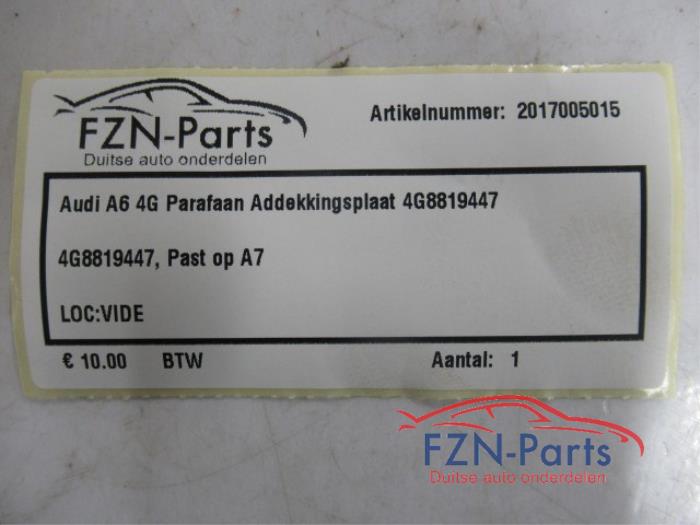 FZN-Parts
Duitse auto onderdelen
Artikelnummer: 2017005015
Audi A6 4G Parafaan Addekkingsplaat 4G8819447
4G8819447, Past op A7
LOC:VIDE
€ 10.00 BTW Aantal: 1
FZN-Parts
Duitse auto onderdelen